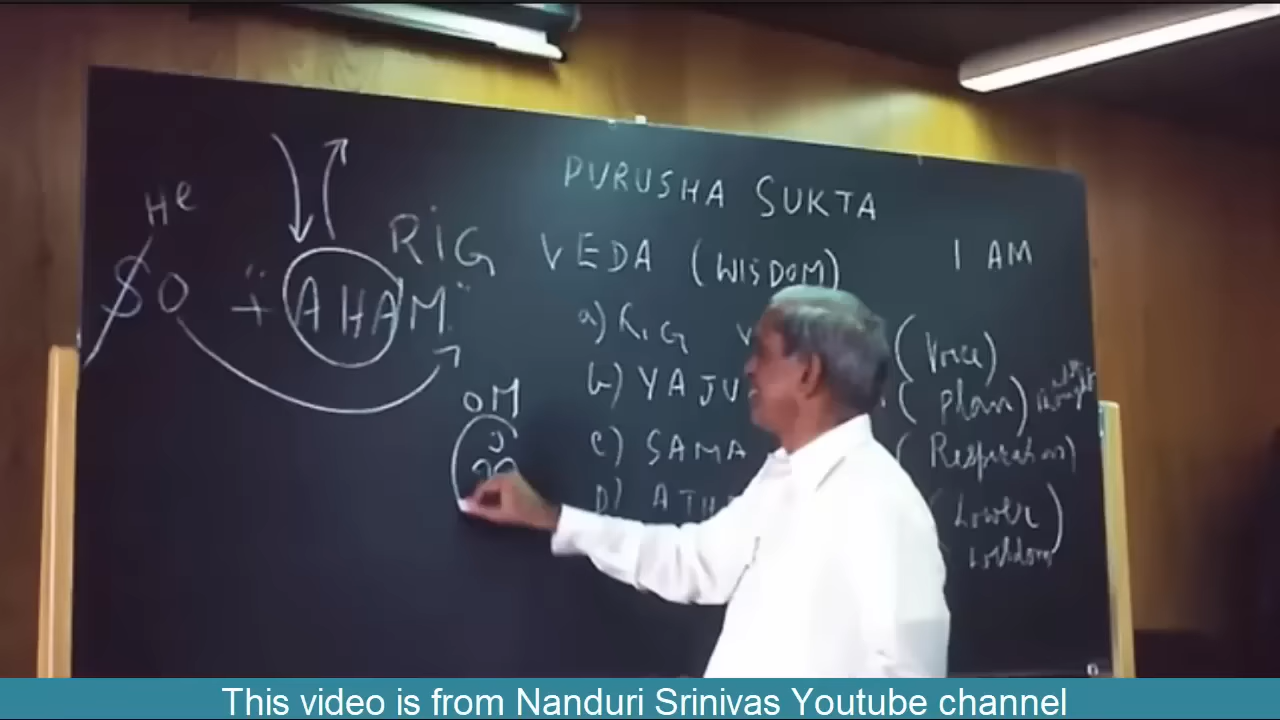 PURUSHA SUKTA
He
RIG VEDA (WISDOM)
I AM
SO + "AHAM"
a) RIG V (Voice)
b) YAJU (Plan)
OM
c) SAMA (Respiration)
D) ATH (Lower
This video is from Nanduri Srinivas Youtube channel